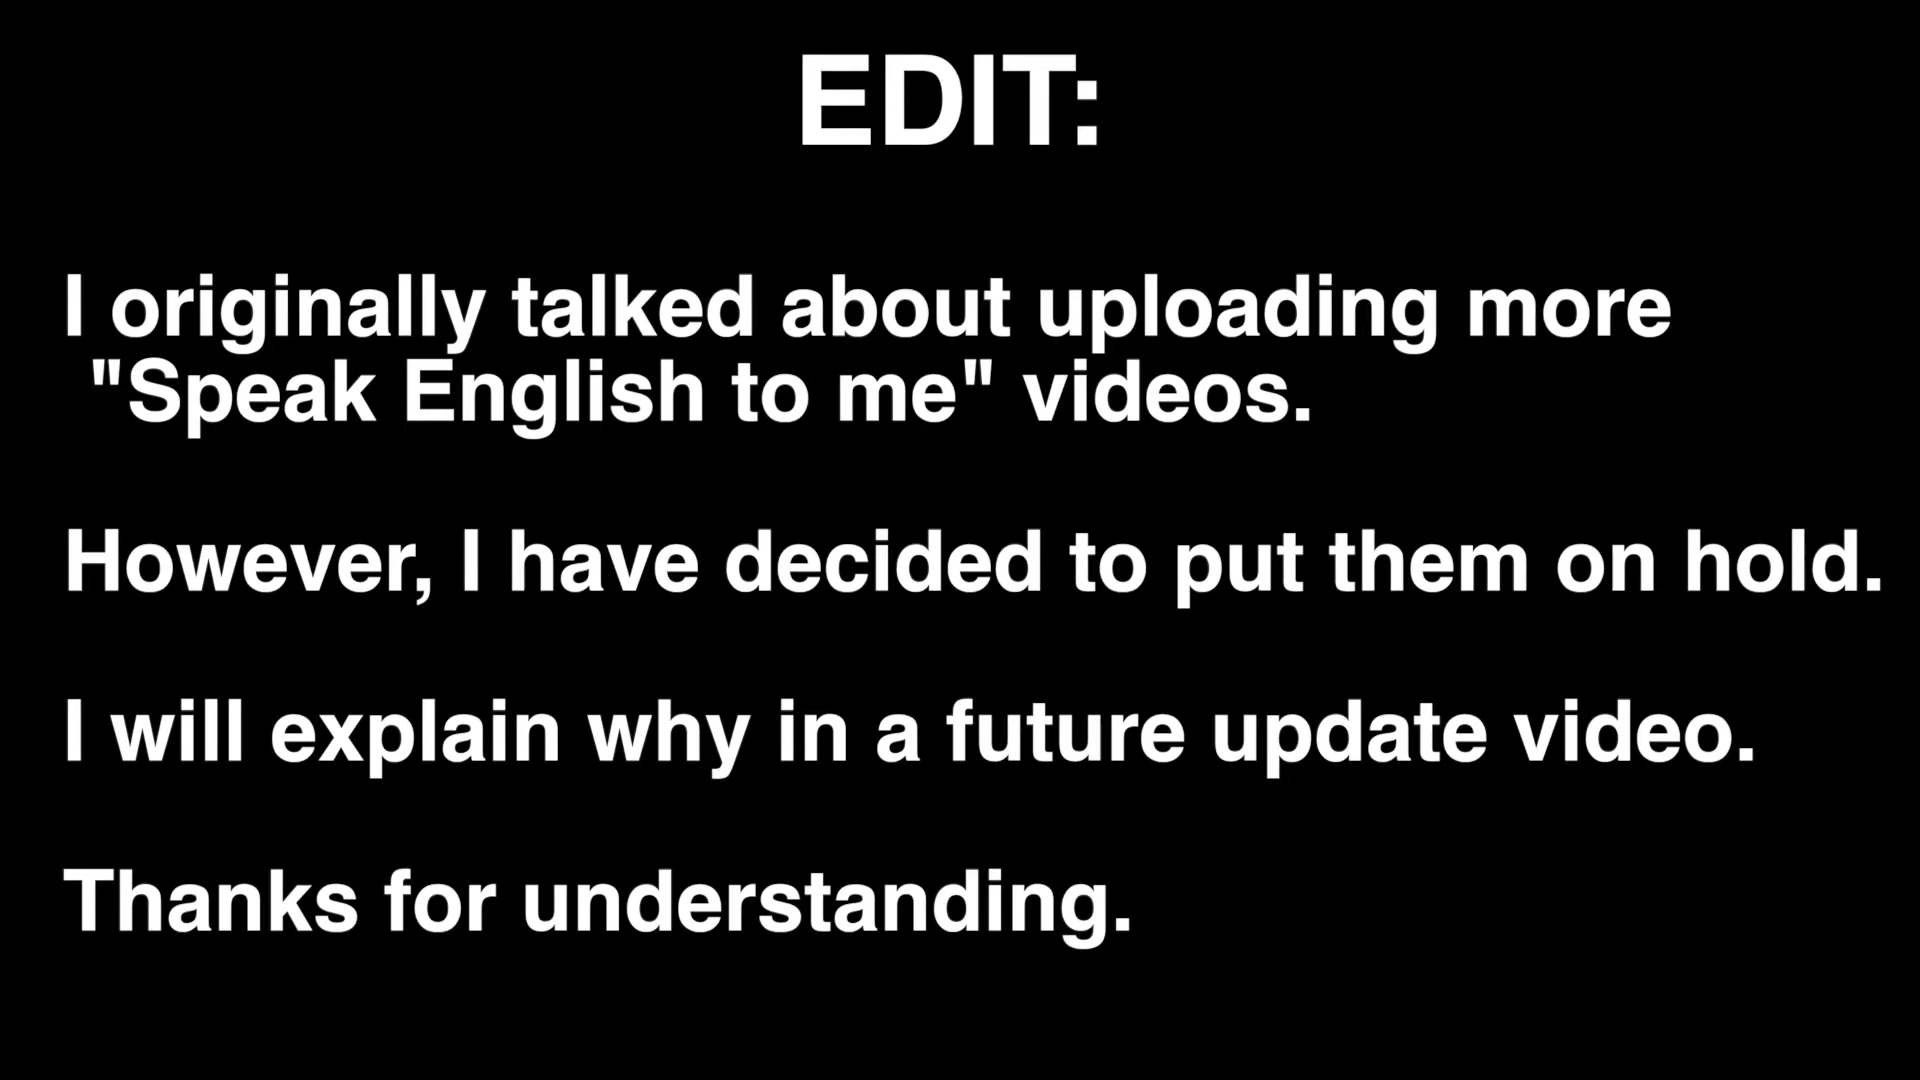 EDIT:
I originally talked about uploading more
"Speak English to me" videos.
However, I have decided to put them on hold.
I will explain why in a future update video.
Thanks for understanding.